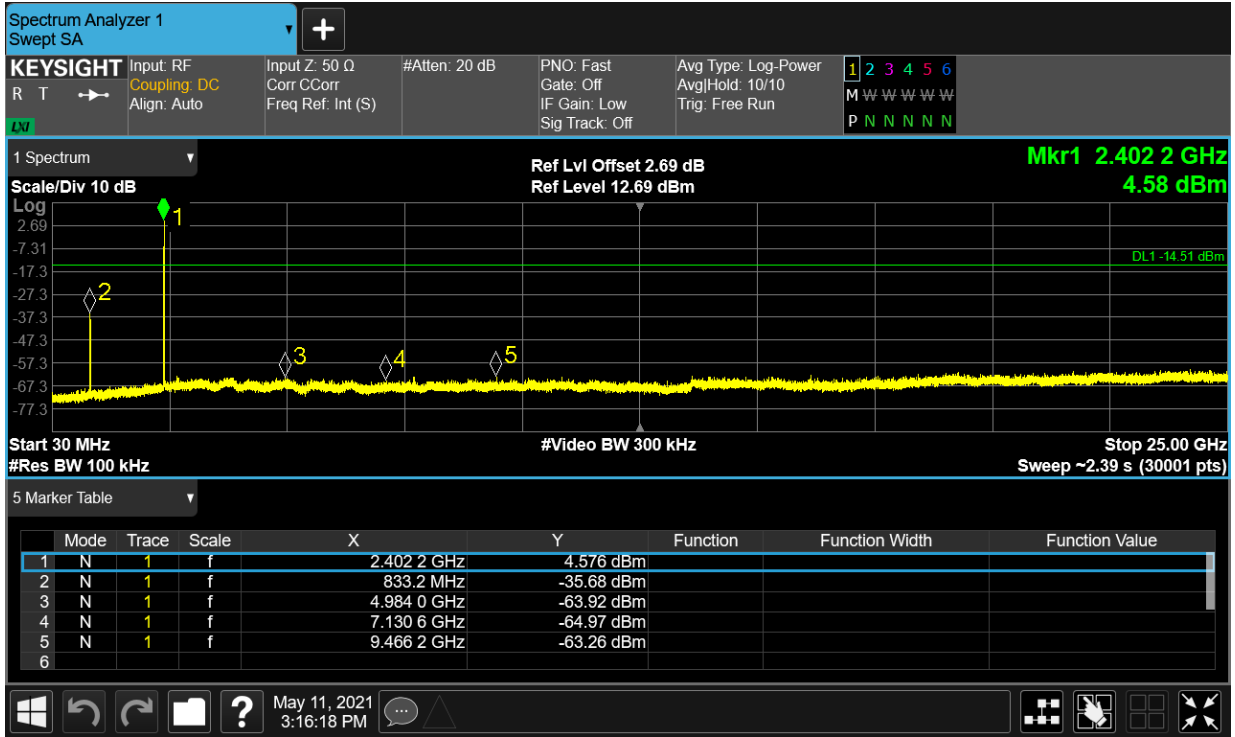 Spectrum Analyzer 1
Swept SA
+
KEYSIGHT
R T
LXI
Input: RF
Coupling: DC
Align: Auto
Input Z: 50 Ω
Corr CCorr
Freq Ref: Int (S)
#Atten: 20 dB
PNO: Fast
Gate: Off
IF Gain: Low
Sig Track: Off
Avg Type: Log-Power
Avg|Hold: 10/10
Trig: Free Run
1 2 3 4 5 6
M W W W W W
P N N N N N
1 Spectrum
Scale/Div 10 dB
Ref Lvl Offset 2.69 dB
Ref Level 12.69 dBm
Mkr1 2.402 2 GHz
4.58 dBm
Log
2.69
-7.31
-17.3
-27.3
-37.3
-47.3
-57.3
-67.3
-77.3
1
2
3
4
5
DL1 -14.51 dBm
Start 30 MHz
#Video BW 300 kHz
Stop 25.00 GHz
#Res BW 100 kHz
Sweep ~2.39 s (30001 pts)
5 Marker Table
Mode Trace Scale X Y Function Function Width Function Value
1 N 1 f 2.402 2 GHz 4.576 dBm
2 N 1 f 833.2 MHz -35.68 dBm
3 N 1 f 4.984 0 GHz -63.92 dBm
4 N 1 f 7.130 6 GHz -64.97 dBm
5 N 1 f 9.466 2 GHz -63.26 dBm
6
?
May 11, 2021
3:16:18 PM